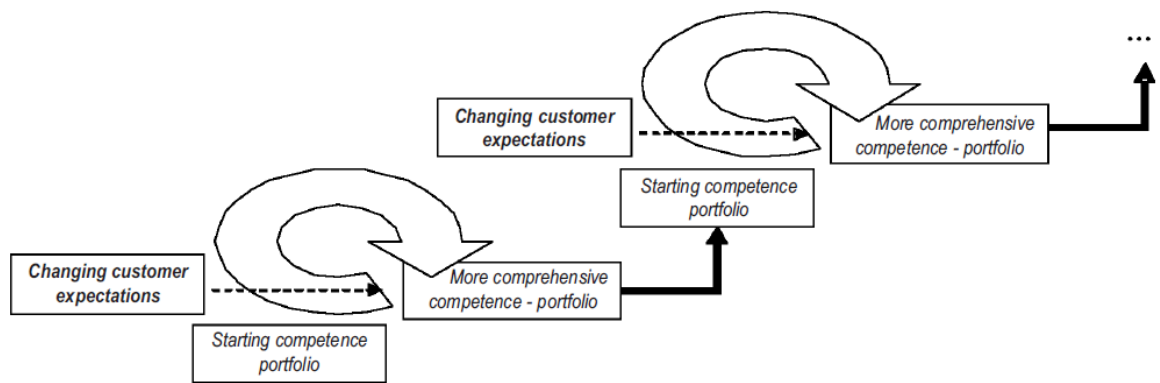 ...
Changing customer
expectations
More comprehensive
competence - portfolio
Starting competence
portfolio
Changing customer
expectations
More comprehensive
competence - portfolio
Starting competence
portfolio